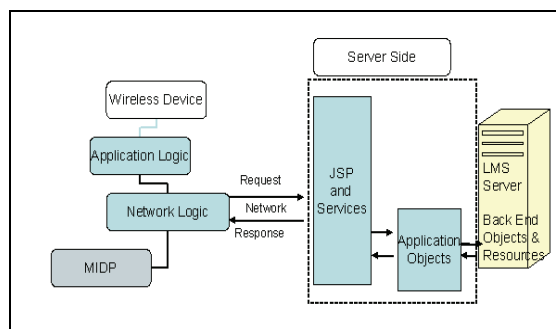 Server Side
Wireless Device
Application Logic
Network Logic
MIDP
Request
Network
Response
JSP
and
Services
Application
Objects
LMS
Server
Back End
Objects &
Resources